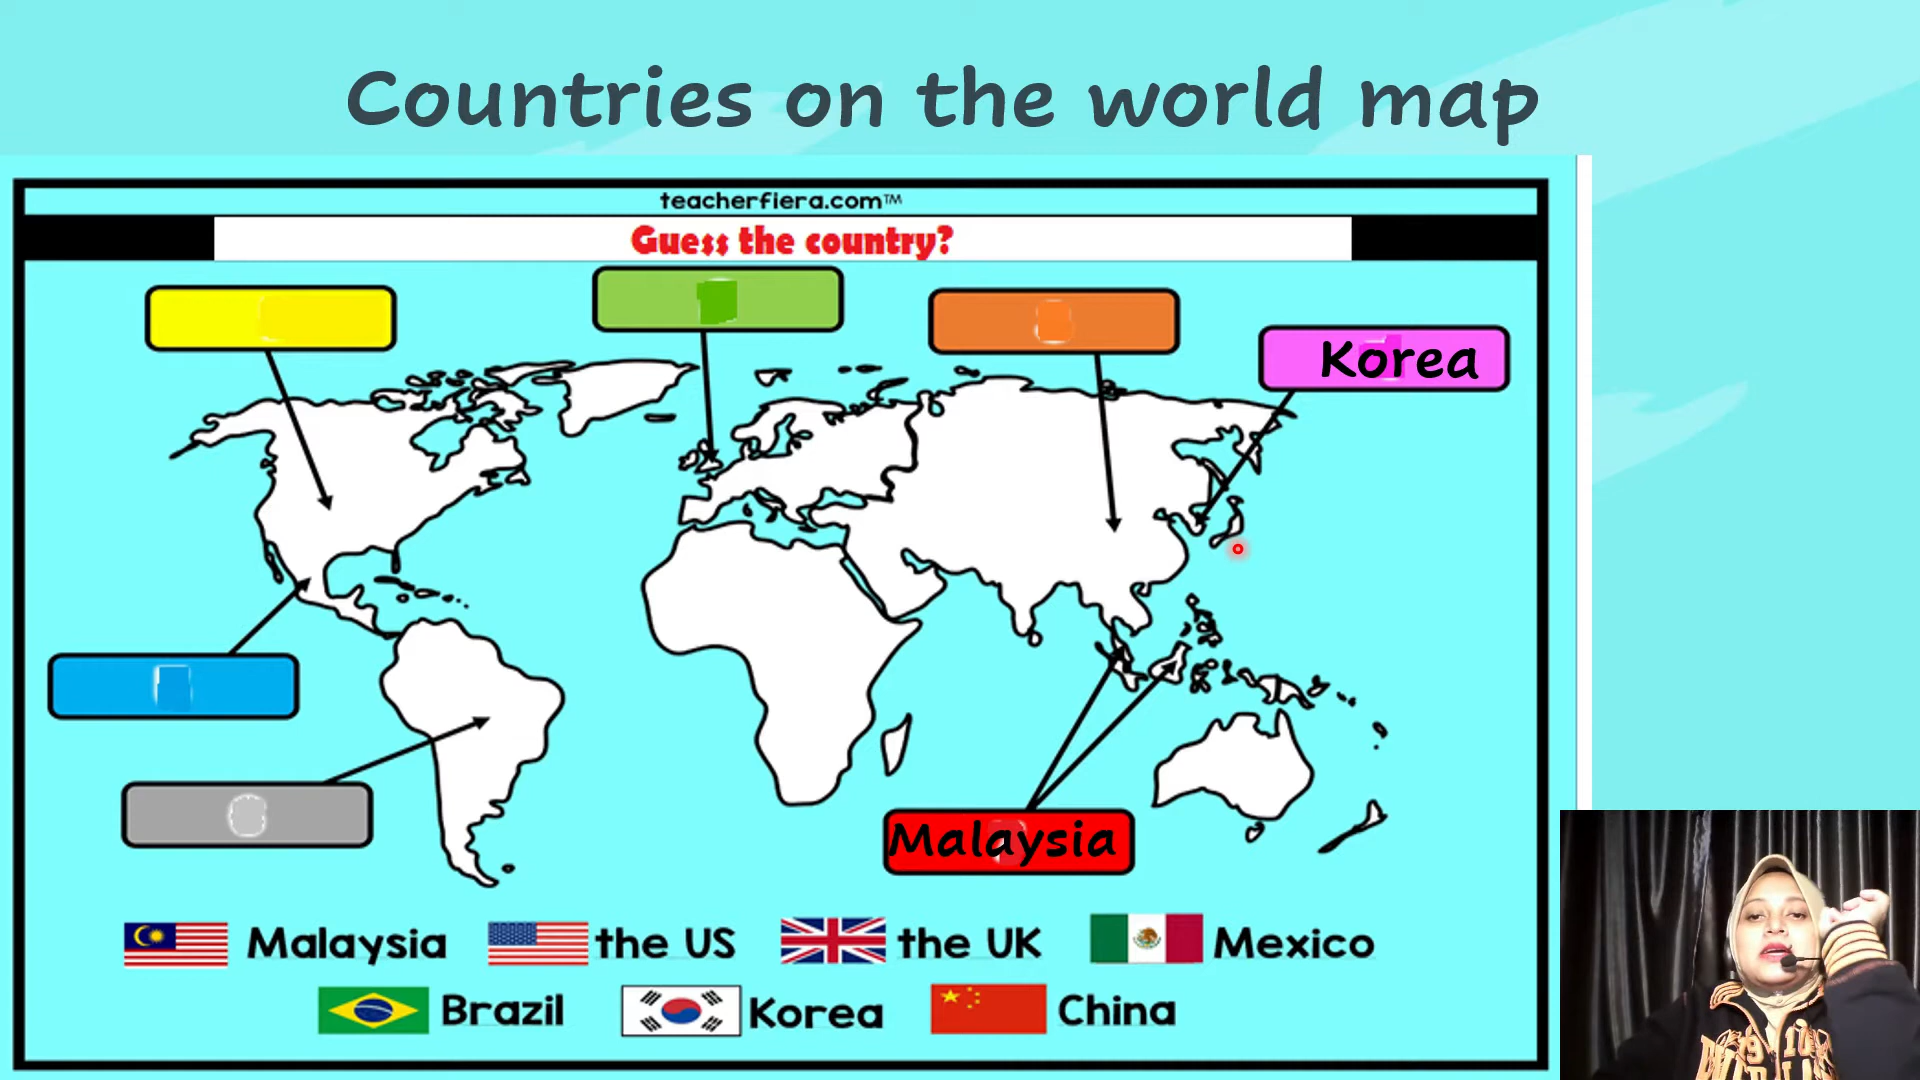 Countries on the world map
teacherfiera.com™
Guess the country?
Korea
Malaysia
Malaysia the US the UK Mexico
Brazil Korea China